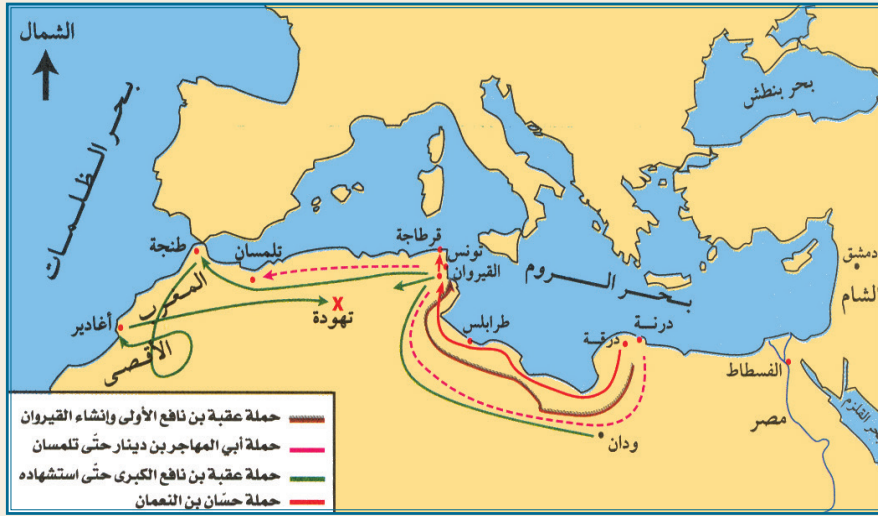 الشمال
بحر الظلمات
بحر بنطش
قرطاجة
تونس
القيروان
طنجة
تلمسان
المغرب
الأقصى
أغادير
تهودة
X
بحر الروم
طرابلس
درنة
درقة
ودان
دمشق
الشام
الفسطاط
مصر
بحر القلزم
حملة عقبة بن نافع الأولى وإنشاء القيروان
حملة أبي المهاجر بن دينار حتّى تلمسان
حملة عقبة بن نافع الكبرى حتّى استشهاده
حملة حسّان بن النعمان